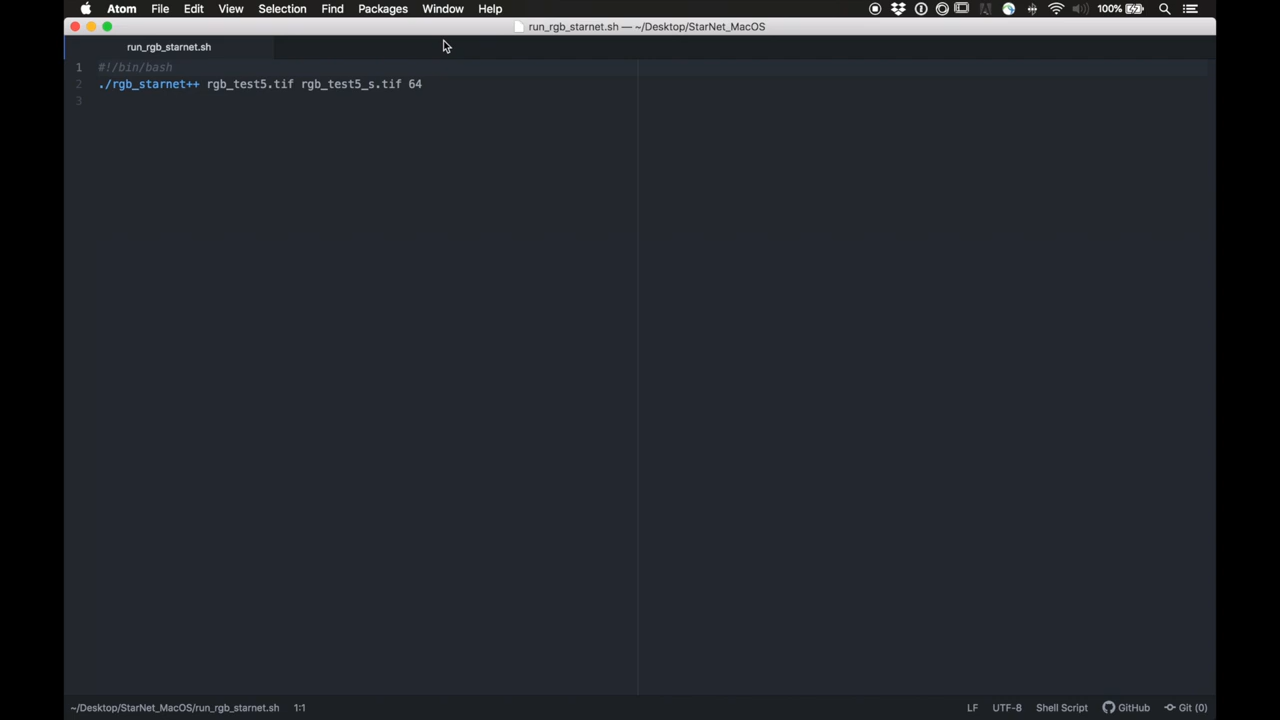 Atom File Edit View Selection Find Packages Window Help 100%
run_rgb_starnet.sh — ~/Desktop/StarNet_MacOS
run_rgb_starnet.sh
1 #!/bin/bash
2 ./rgb_starnet++ rgb_test5.tif rgb_test5_s.tif 64
3
~/Desktop/StarNet_MacOS/run_rgb_starnet.sh 1:1 LF UTF-8 Shell Script GitHub Git (0)